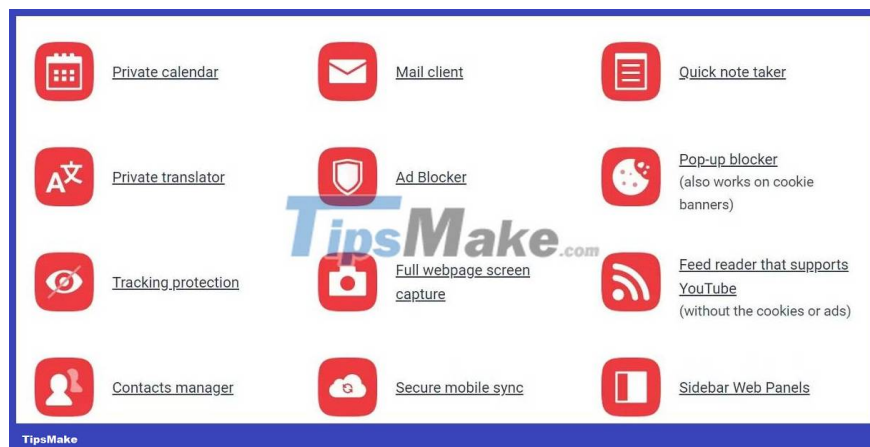 Private calendar
Mail client
Quick note taker
Private translator
Ad Blocker
Pop-up blocker
(also works on cookie
banners)
TipsMake.com
Tracking protection
Full webpage screen
capture
Feed reader that supports
YouTube
(without the cookies or ads)
Contacts manager
Secure mobile sync
Sidebar Web Panels
TipsMake